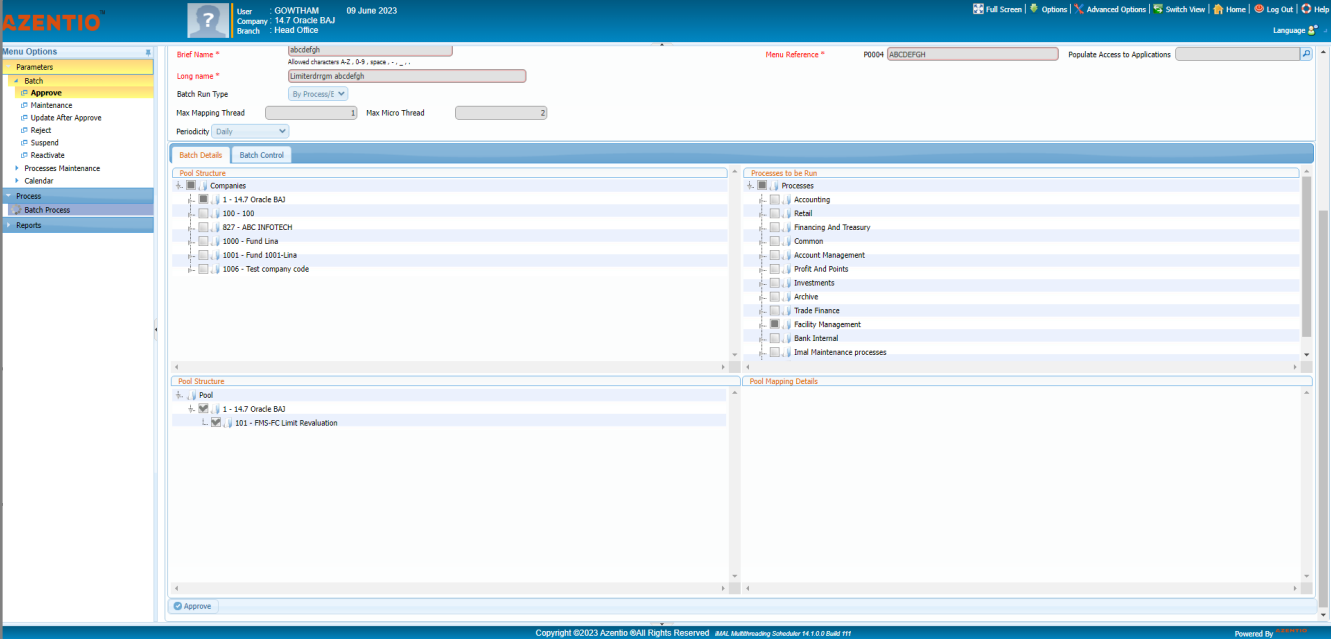 AZENTIO™
User : GOWTHAM 09 June 2023
Company : 14.7 Oracle BAJ
Branch : Head Office
Full Screen | Options | Advanced Options | Switch View | Home | Log Out | Help
Language
Menu Options
Parameters
Batch
Approve
Maintenance
Update After Approve
Reject
Suspend
Reactivate
Processes Maintenance
Calendar
Process
Batch Process
Reports
Brief Name * abcdefgh Menu Reference * P0004 ABCDEFGH Populate Access to Applications
Allowed characters A-Z , 0-9 , space , - , _ , .
Long name * Limiterdrrgm abcdefgh
Batch Run Type By Process/E
Max Mapping Thread 1 Max Micro Thread 2
Periodicity Daily
Batch Details Batch Control
Pool Structure
Companies
1 - 14.7 Oracle BAJ
100 - 100
827 - ABC INFOTECH
1000 - Fund Lina
1001 - Fund 1001-Lina
1006 - Test company code
Processes to be Run
Processes
Accounting
Retail
Financing And Treasury
Common
Account Management
Profit And Points
Investments
Archive
Trade Finance
Facility Management
Bank Internal
Imal Maintenance processes
Pool Structure
Pool
1 - 14.7 Oracle BAJ
101 - FMS-FC Limit Revaluation
Pool Mapping Details
Approve
Copyright ©2023 Azentio ®All Rights Reserved iMAL Multithreading Scheduler 14.1.0.0 Build 111
Powered By AZENTIO